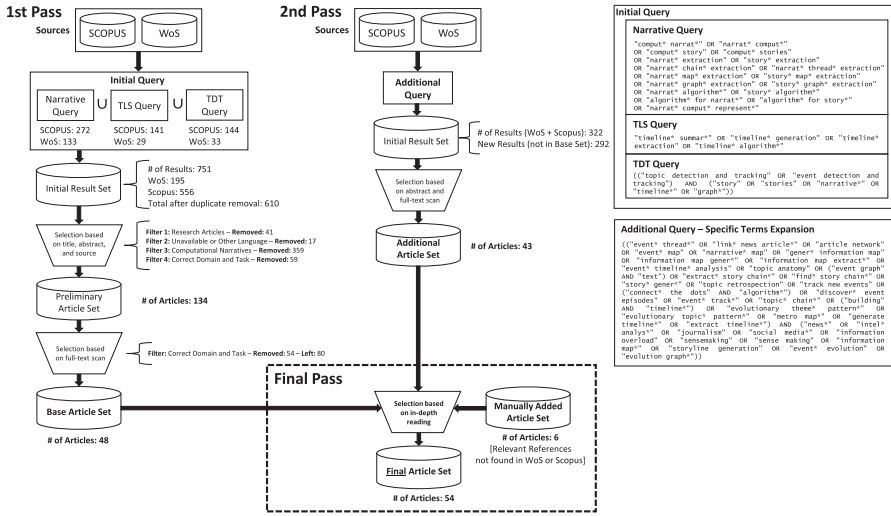 1st Pass
Sources
SCOPUS
WoS
Initial Query
Narrative
Query
∪
TLS Query
∪
TDT
Query
SCOPUS: 272
WoS: 133
SCOPUS: 141
WoS: 29
SCOPUS: 144
WoS: 33
Initial Result Set
# of Results: 751
WoS: 195
Scopus: 556
Total after duplicate removal: 610
Selection based
on title, abstract,
and source
Filter 1: Research Articles – Removed: 41
Filter 2: Unavailable or Other Language – Removed: 17
Filter 3: Computational Narratives – Removed: 359
Filter 4: Correct Domain and Task – Removed: 59
Preliminary
Article Set
# of Articles: 134
Selection based
on full-text scan
Filter: Correct Domain and Task – Removed: 54 – Left: 80
Base Article Set
# of Articles: 48
2nd Pass
Sources
SCOPUS
WoS
Additional
Query
Initial Result Set
# of Results (WoS + Scopus): 322
New Results (not in Base Set): 292
Selection based
on abstract and
full-text scan
Additional
Article Set
# of Articles: 43
Final Pass
Selection based
on in-depth
reading
Manually Added
Article Set
# of Articles: 6
[Relevant References
not found in WoS or Scopus]
Final Article Set
# of Articles: 54
Initial Query
Narrative Query
"comput* narrat*" OR "narrat* comput*"
OR "comput* story" OR "comput* stories"
OR "narrat* extraction" OR "story* extraction"
OR "narrat* chain* extraction" OR "narrat* thread* extraction"
OR "narrat* map* extraction" OR "story* map* extraction"
OR "narrat* graph* extraction" OR "story* graph* extraction"
OR "narrat* algorithm*" OR "story* algorithm*"
OR "algorithm* for narrat*" OR "algorithm* for story*"
OR "narrat* comput* represent*"
TLS Query
"timeline* summar*" OR "timeline* generation" OR "timeline*
extraction" OR "timeline* algorithm*"
TDT Query
(("topic detection and tracking" OR "event detection and
tracking") AND ("story" OR "stories" OR "narrative*" OR
"timeline*" OR "graph*"))
Additional Query – Specific Terms Expansion
(("event* thread*" OR "link* news article*" OR "article network"
OR "event* map" OR "narrative* map" OR "gener* information map"
OR "information map gener*" OR "information map extract*" OR
"event* timeline* analysis" OR "topic anatomy" OR ("event graph"
AND "text") OR "extract* story chain*" OR "find* story chain*" OR
"story* gener*" OR "topic retrospection" OR "track new events" OR
("connect* the dots" AND "algorithm*") OR "discover* event
episodes" OR "event* track*" OR "topic* chain*" OR ("building"
AND "timeline*") OR "evolutionary theme* pattern*" OR
"evolutionary topic* pattern*" OR "metro map*" OR "generate
timeline*" OR "extract timeline*") AND ("news*" OR "intel*
analys*" OR "journalism" OR "social media*" OR "information
overload" OR "sensemaking" OR "sense making" OR "information
map*" OR "storyline generation" OR "event* evolution" OR
"evolution graph*"))